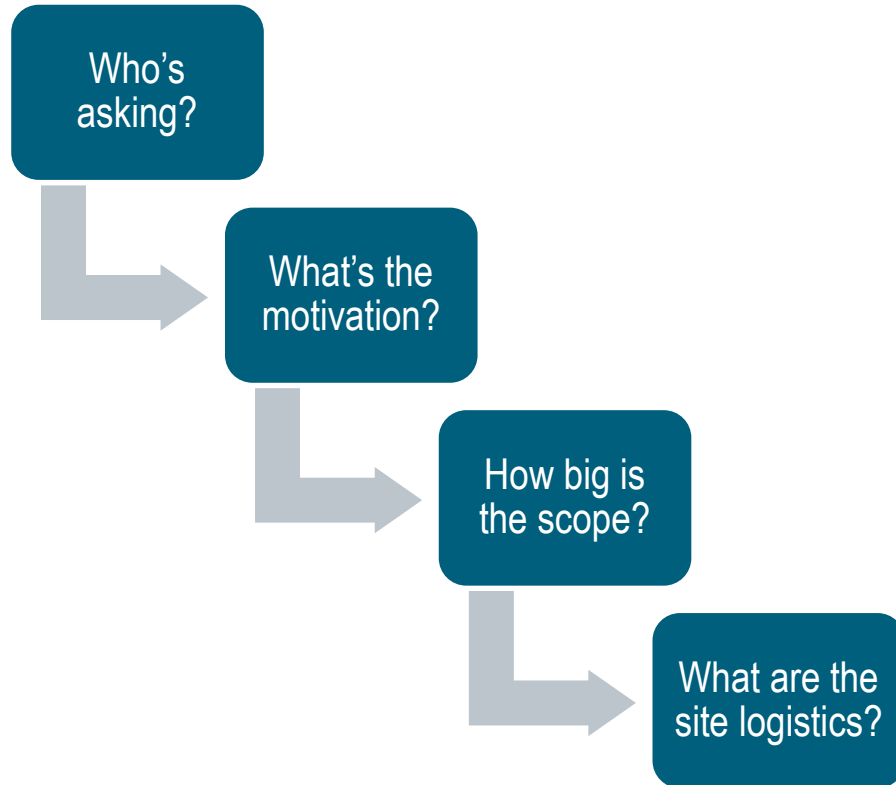 Who’s
asking?
What’s the
motivation?
How big is
the scope?
What are the
site logistics?